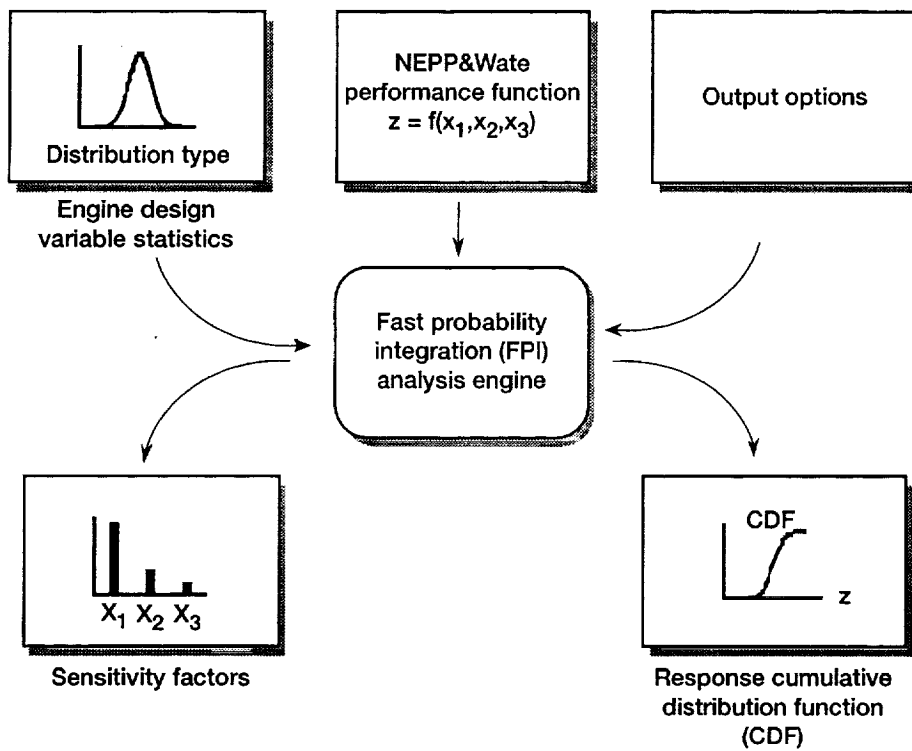 Distribution type
Engine design
variable statistics
NEPP&Wate
performance function
z = f(x₁,x₂,x₃)
Output options
Fast probability
integration (FPI)
analysis engine
X₁ X₂ X₃
Sensitivity factors
CDF
z
Response cumulative
distribution function
(CDF)